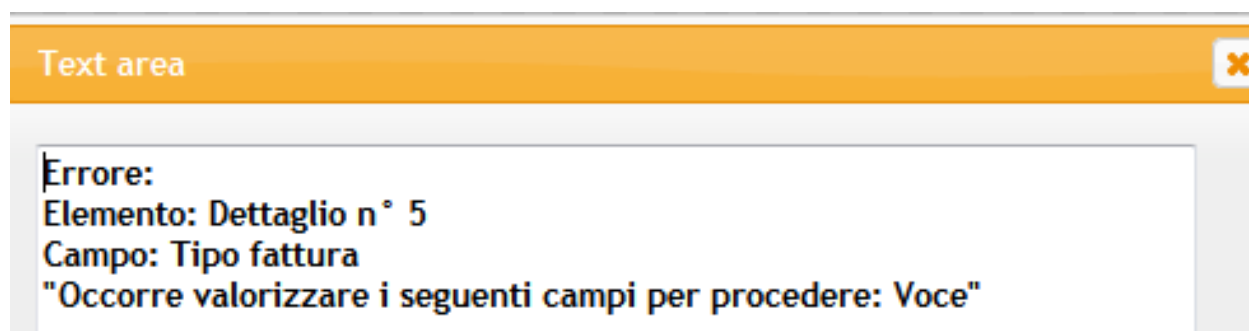 Text area
Errore:
Elemento: Dettaglio n° 5
Campo: Tipo fattura
"Occorre valorizzare i seguenti campi per procedere: Voce"